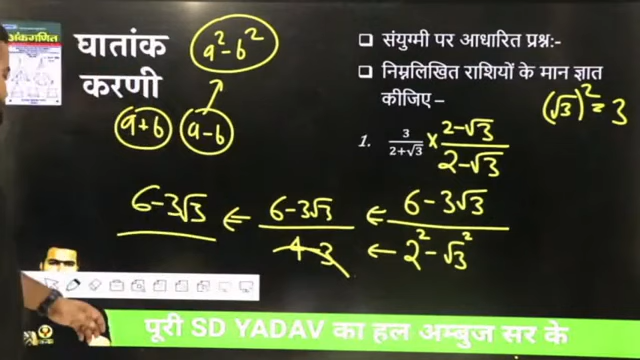 अंकगणित
घातांक
करणी
a² - b²
a+b a-b
संयुग्मी पर आधारित प्रश्न:-
निम्नलिखित राशियों के मान ज्ञात
कीजिए –
(√3)² = 3
1. 3/(2+√3) × (2-√3)/(2-√3)
6-3√3 ← (6-3√3)/(4-3) ← (6-3√3)/(2² - √3²)
पूरी SD YADAV का हल अम्बुज सर के